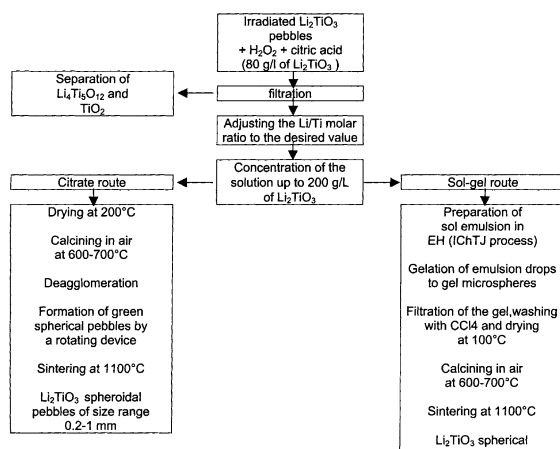 Irradiated Li2TiO3
pebbles
+ H2O2 + citric acid
(80 g/l of Li2TiO3 )
Separation of
Li4Ti5O12 and
TiO2
filtration
Adjusting the Li/Ti molar
ratio to the desired value
Concentration of the
solution up to 200 g/L
of Li2TiO3
Citrate route
Drying at 200°C
Calcining in air
at 600-700°C
Deagglomeration
Formation of green
spherical pebbles by
a rotating device
Sintering at 1100°C
Li2TiO3 spheroidal
pebbles of size range
0.2-1 mm
Sol-gel route
Preparation of
sol emulsion in
EH (IChTJ process)
Gelation of emulsion drops
to gel microspheres
Filtration of the gel,washing
with CCl4 and drying
at 100°C
Calcining in air
at 600-700°C
Sintering at 1100°C
Li2TiO3 spherical